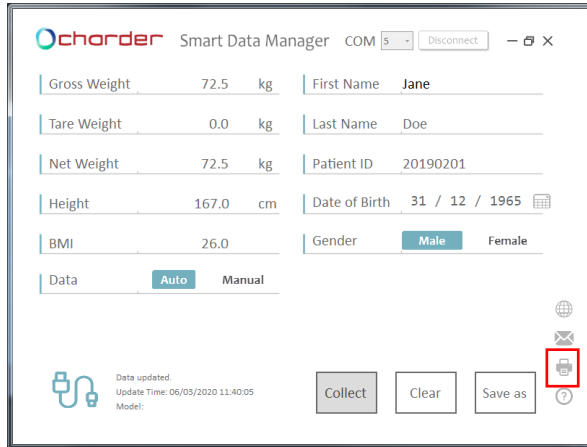 charder Smart Data Manager COM 5 Disconnect
Gross Weight 72.5 kg First Name Jane
Tare Weight 0.0 kg Last Name Doe
Net Weight 72.5 kg Patient ID 20190201
Height 167.0 cm Date of Birth 31 / 12 / 1965
BMI 26.0 Gender Male Female
Data Auto Manual
Data updated.
Update Time: 06/03/2020 11:40:05
Model:
Collect Clear Save as
?